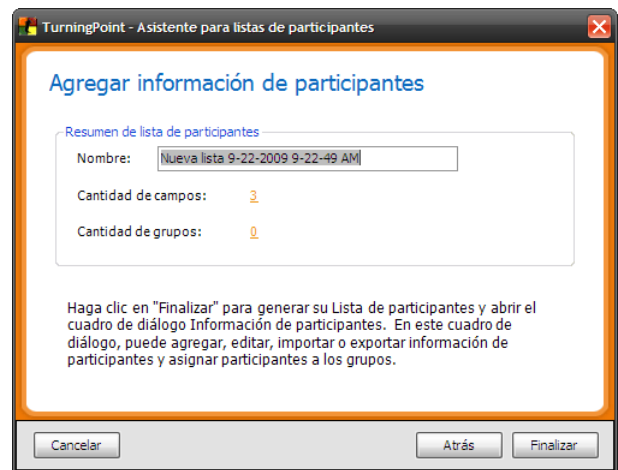 TurningPoint - Asistente para listas de participantes
Agregar información de participantes
Resumen de lista de participantes
Nombre: Nueva lista 9-22-2009 9-22-49 AM
Cantidad de campos: 3
Cantidad de grupos: 0
Haga clic en "Finalizar" para generar su Lista de participantes y abrir el
cuadro de diálogo Información de participantes. En este cuadro de
diálogo, puede agregar, editar, importar o exportar información de
participantes y asignar participantes a los grupos.
Cancelar Atrás Finalizar